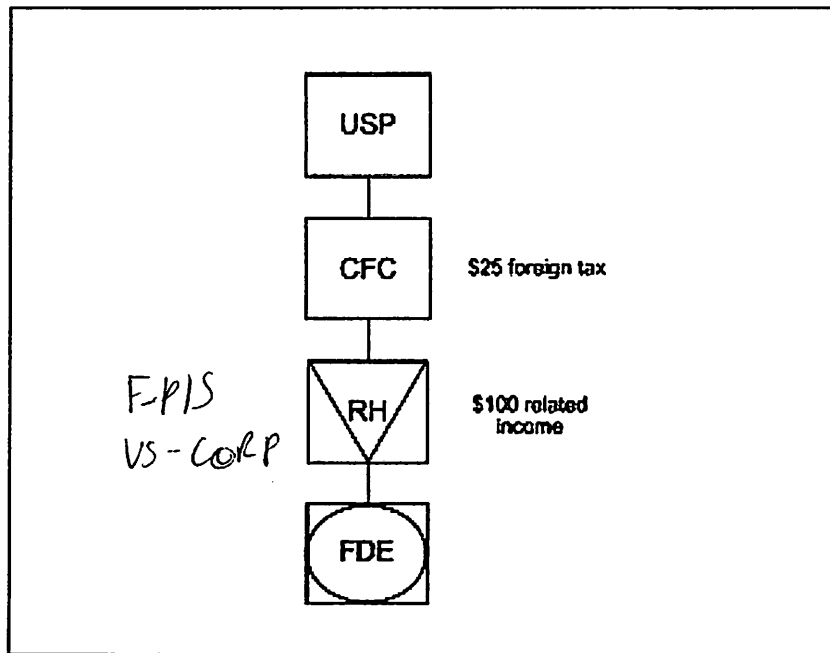 USP
CFC
$25 foreign tax
F-P/S
US-CORP
RH
$100 related
income
FDE